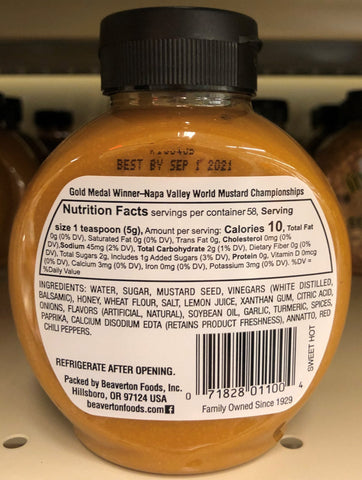 BEST BY SEP 1 2021
Gold Medal Winner–Napa Valley World Mustard Championships
Nutrition Facts servings per container 58, Serving
size 1 teaspoon (5g), Amount per serving: Calories 10, Total Fat
0g (0% DV), Saturated Fat 0g (0% DV), Trans Fat 0g, Cholesterol 0mg (0%
DV), Sodium 45mg (2% DV), Total Carbohydrate 2g (1% DV), Dietary Fiber 0g (0%
DV), Total Sugars 2g, Includes 1g Added Sugars (3% DV), Protein 0g, Vitamin D 0mcg
(0% DV), Calcium 3mg (0% DV), Iron 0mg (0% DV), Potassium 3mg (0% DV). %DV =
%Daily Value
INGREDIENTS: WATER, SUGAR, MUSTARD SEED, VINEGARS (WHITE DISTILLED,
BALSAMIC), HONEY, WHEAT FLOUR, SALT, LEMON JUICE, XANTHAN GUM, CITRIC ACID,
ONIONS, FLAVORS (ARTIFICIAL, NATURAL), SOYBEAN OIL, GARLIC, TURMERIC, SPICES,
PAPRIKA, CALCIUM DISODIUM EDTA (RETAINS PRODUCT FRESHNESS), ANNATTO, RED
CHILI PEPPERS.
REFRIGERATE AFTER OPENING.
Packed by Beaverton Foods, Inc.
Hillsboro, OR 97124 USA
beavertonfoods.com f
0 71828 01100 4
Family Owned Since 1929
SWEET HOT